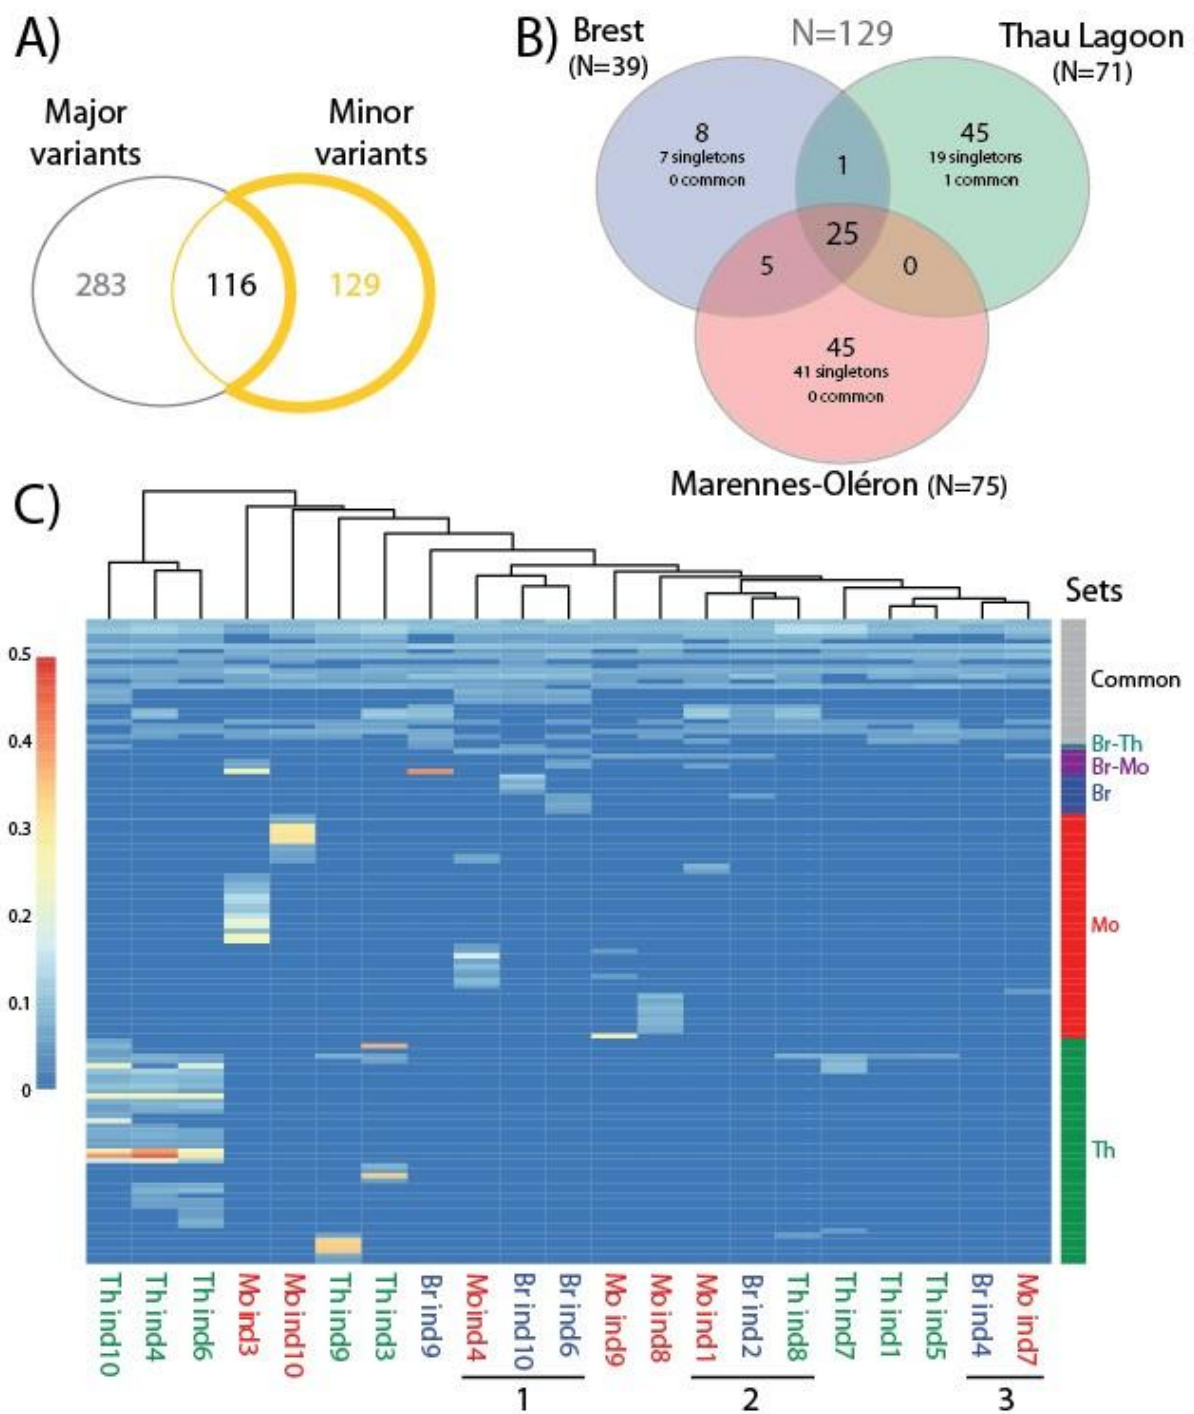 A)
Major
variants
Minor
variants
283
116
129
B)
Brest
(N=39)
N=129
Thau Lagoon
(N=71)
8
7 singletons
0 common
1
45
19 singletons
1 common
25
5
0
45
41 singletons
0 common
Marennes-Oléron (N=75)
C)
Sets
0.5
0.4
0.3
0.2
0.1
0
Common
Br-Th
Br-Mo
Br
Mo
Th
Th ind10
Th ind4
Th ind6
Mo ind3
Mo ind10
Th ind9
Th ind3
Br ind9
Mo ind4
Br ind10
Br ind6
Mo ind9
Mo ind8
Mo ind1
Br ind2
Th ind8
Th ind7
Th ind1
Th ind5
Br ind4
Mo ind7
1
2
3